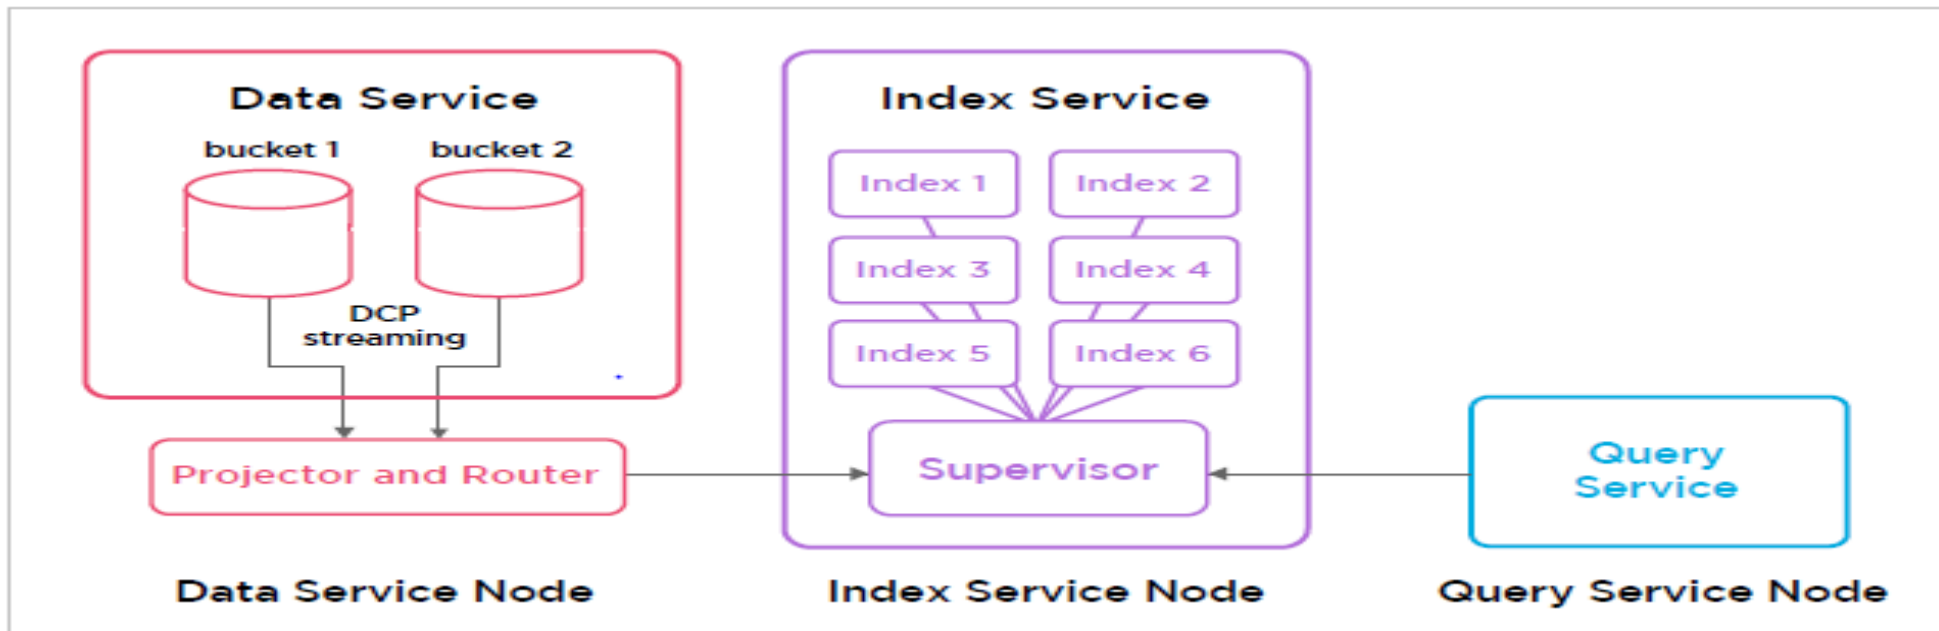 Data Service
bucket 1
bucket 2
DCP
streaming
Projector and Router
Data Service Node
Index Service
Index 1
Index 2
Index 3
Index 4
Index 5
Index 6
Supervisor
Index Service Node
Query
Service
Query Service Node